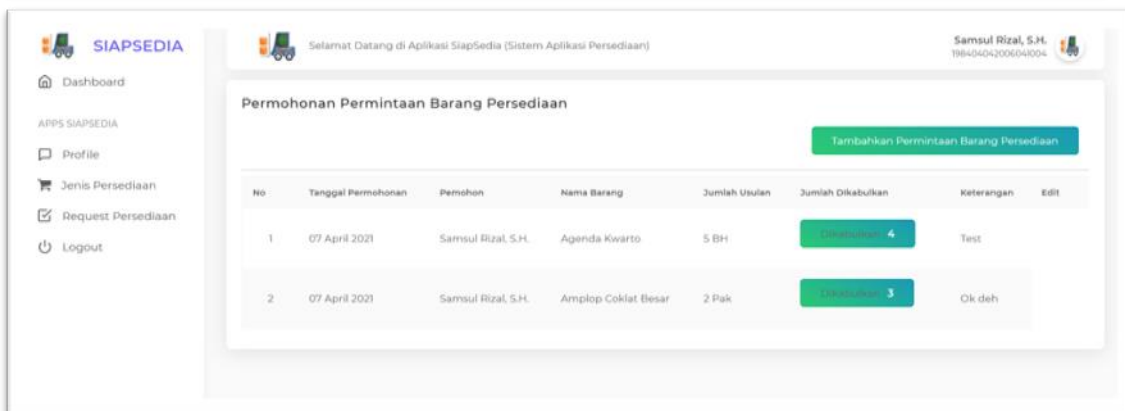 SIAPSEDIA
Dashboard
APPS SIAPSEDIA
Profile
Jenis Persediaan
Request Persediaan
Logout
Selamat Datang di Aplikasi SiapSedia (Sistem Aplikasi Persediaan)
Samsul Rizal, S.H.
198404042006041004
Permohonan Permintaan Barang Persediaan
Tambahkan Permintaan Barang Persediaan
No Tanggal Permohonan Pemohon Nama Barang Jumlah Usulan Jumlah Dikabulkan Keterangan Edit
1 07 April 2021 Samsul Rizal, S.H. Agenda Kwarto 5 BH Dikabulkan 4 Test
2 07 April 2021 Samsul Rizal, S.H. Amplop Coklat Besar 2 Pak Dikabulkan 3 Ok deh